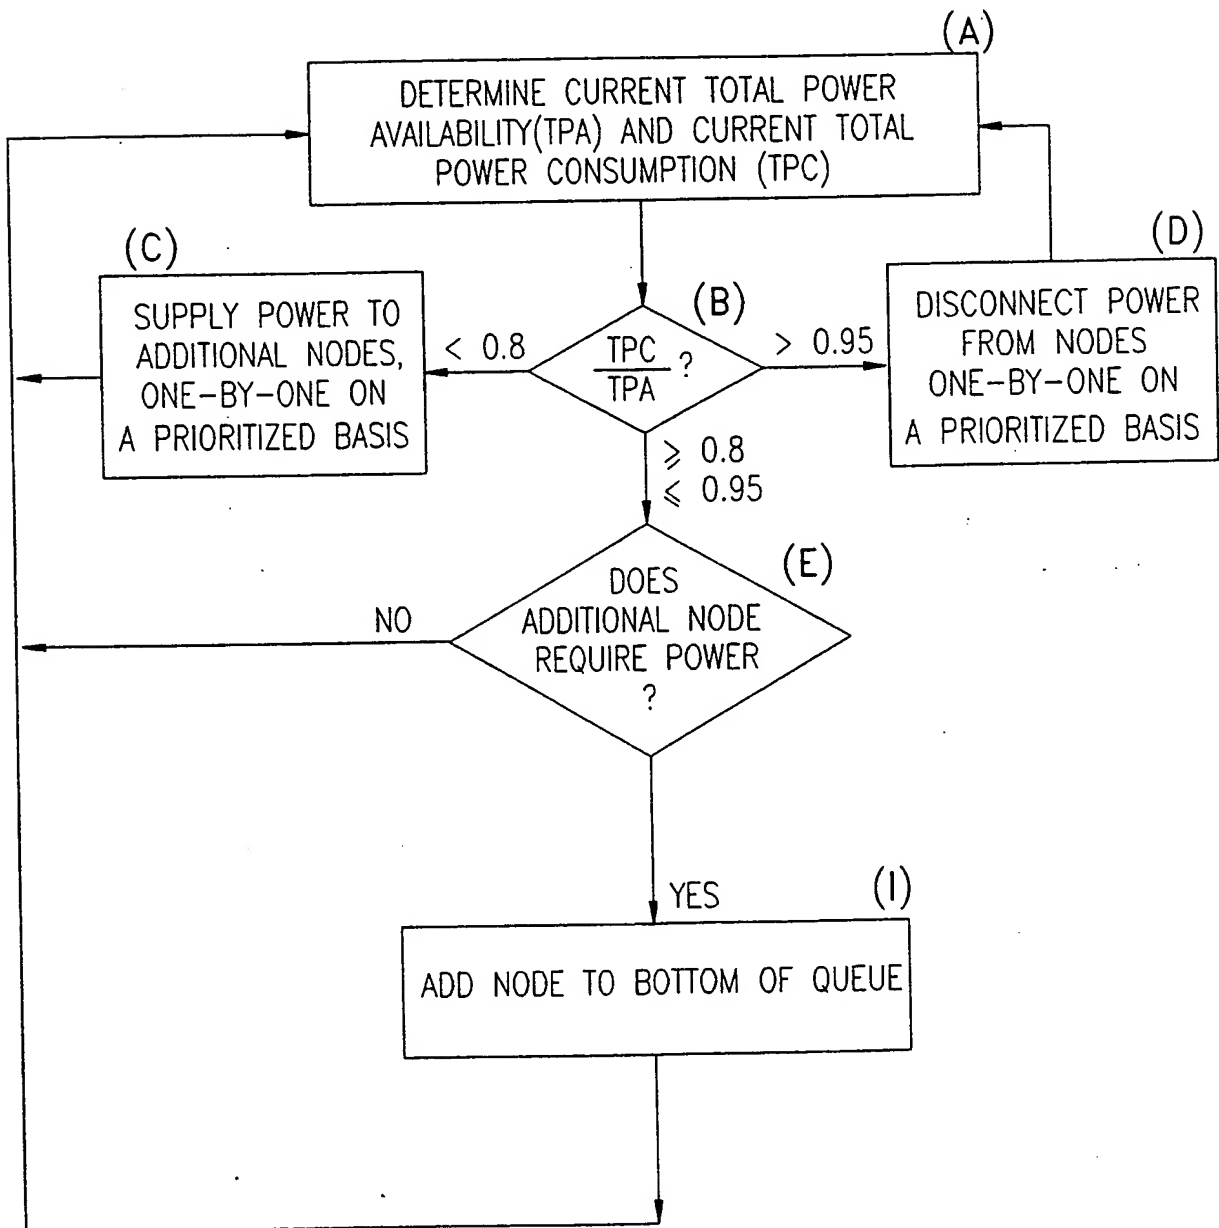 (A)
DETERMINE CURRENT TOTAL POWER
AVAILABILITY(TPA) AND CURRENT TOTAL
POWER CONSUMPTION (TPC)
(C)
SUPPLY POWER TO
ADDITIONAL NODES,
ONE-BY-ONE ON
A PRIORITIZED BASIS
< 0.8
(B)
TPC
TPA
?
> 0.95
(D)
DISCONNECT POWER
FROM NODES
ONE-BY-ONE ON
A PRIORITIZED BASIS
⩾ 0.8
⩽ 0.95
(E)
DOES
ADDITIONAL NODE
REQUIRE POWER
?
NO
YES
(I)
ADD NODE TO BOTTOM OF QUEUE